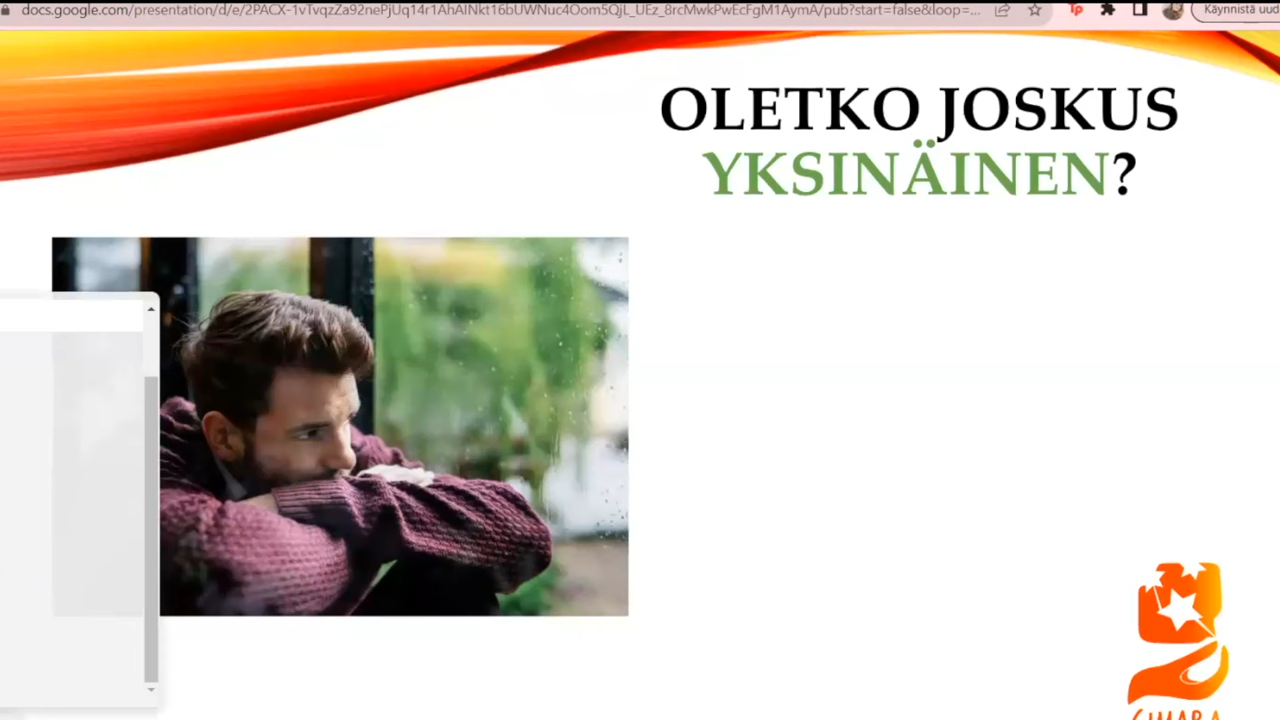 docs.google.com/presentation/d/e/2PACX-1vTvqzZa92nePjUq14r1AhAINkt16bUWNuc4Oom5QjL_UEz_8rcMwkPwEcFgM1AymA/pub?start=false&loop=...
Käynnistä uud
OLETKO JOSKUS
YKSINÄINEN?